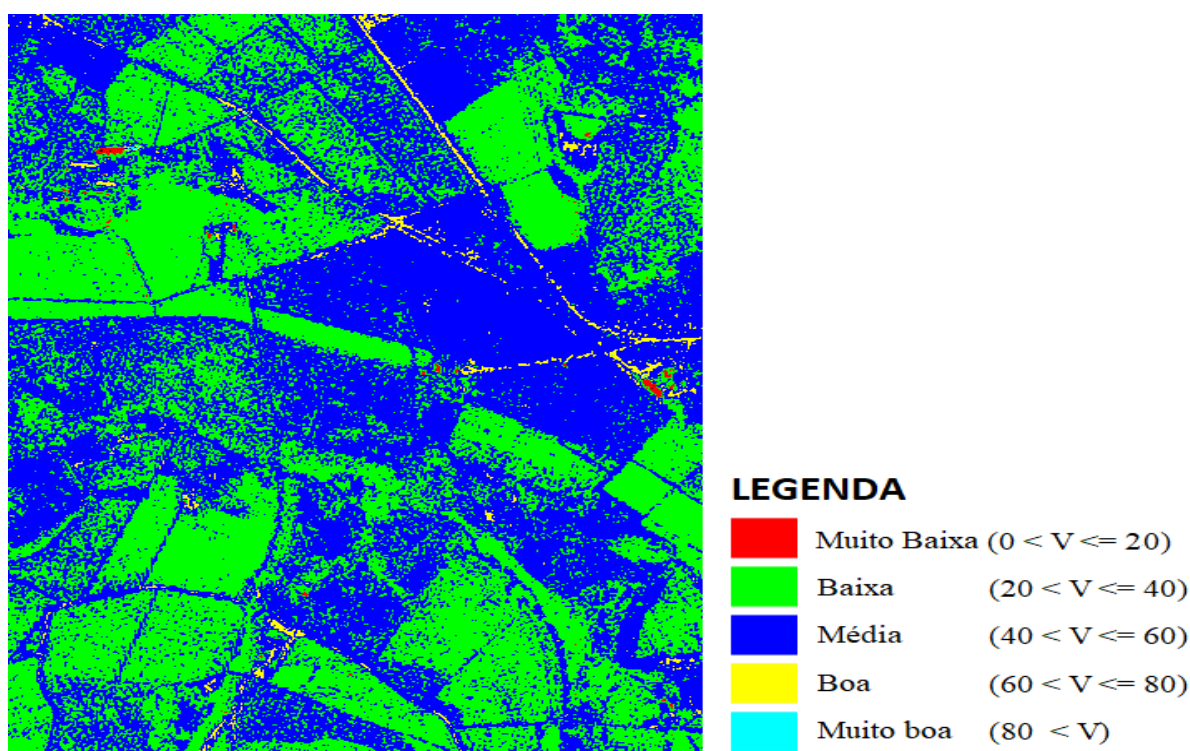 LEGENDA
Muito Baixa (0 < V <= 20)
Baixa (20 < V <= 40)
Média (40 < V <= 60)
Boa (60 < V <= 80)
Muito boa (80 < V)